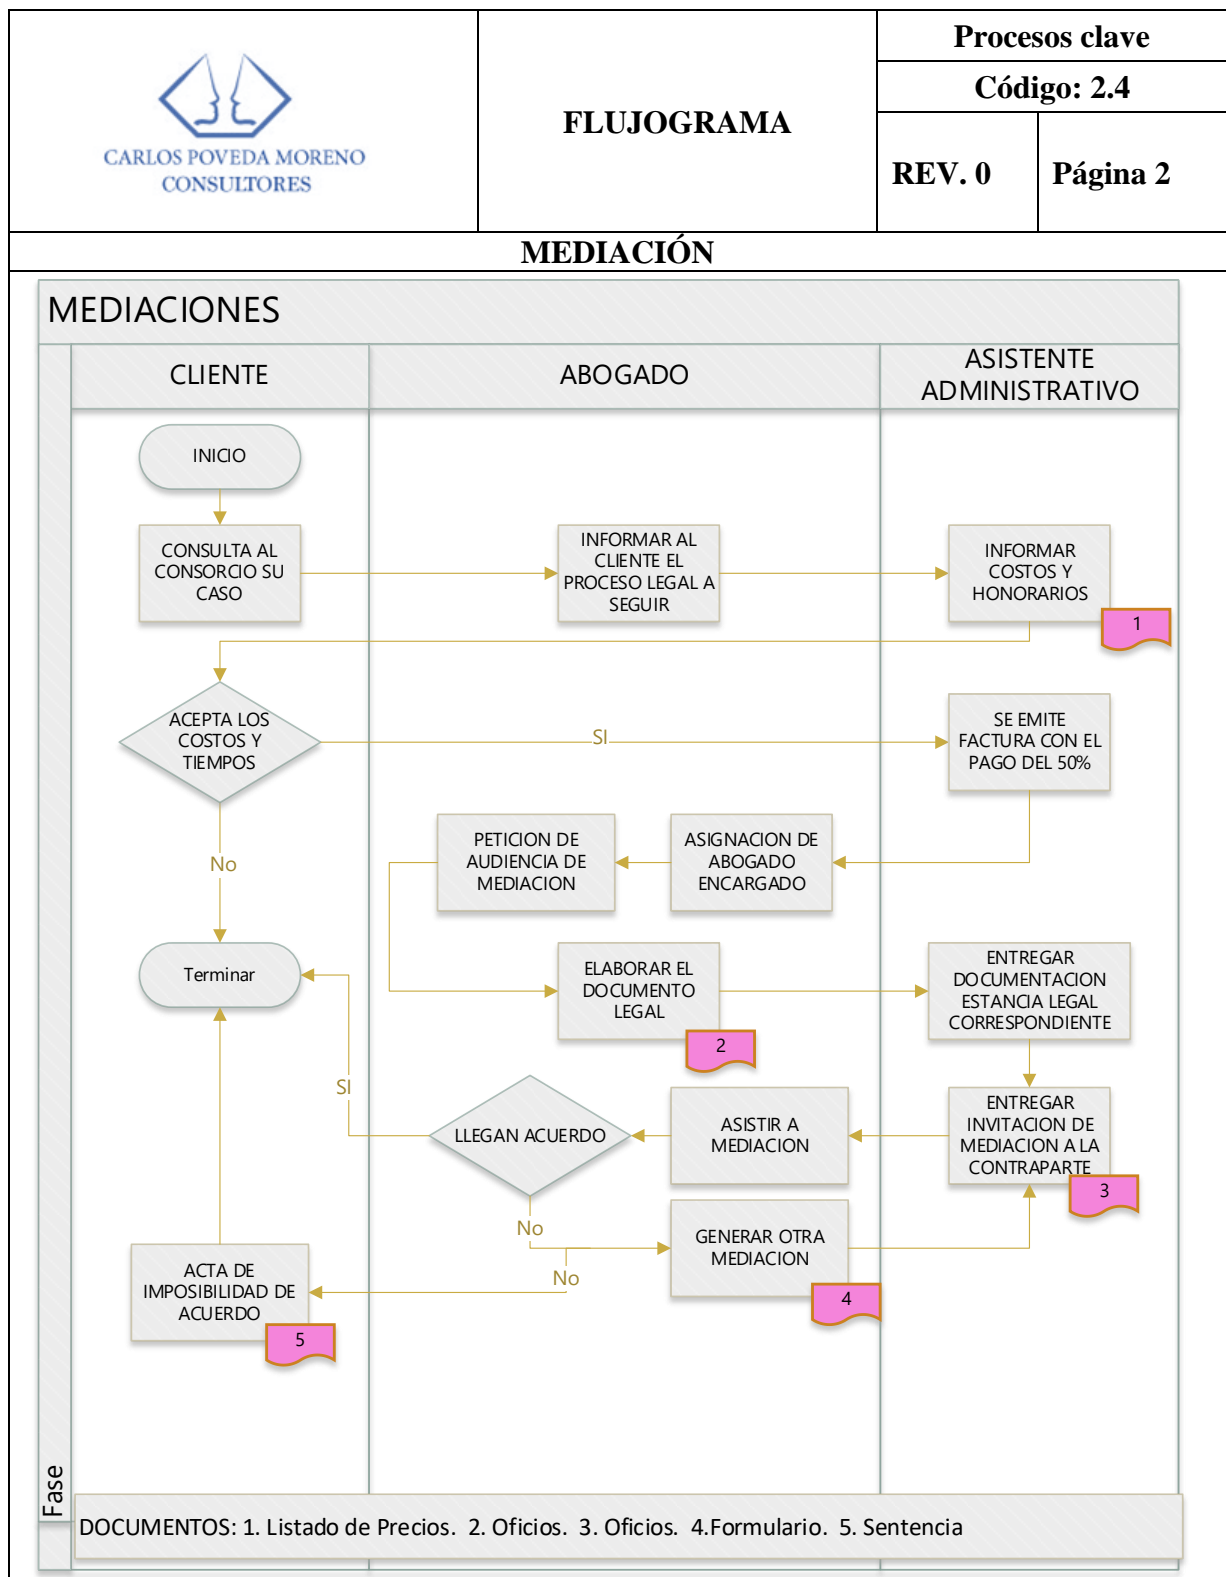 CARLOS POVEDA MORENO
CONSULTORES
FLUJOGRAMA
Procesos clave
Código: 2.4
REV. 0
Página 2
MEDIACIÓN
MEDIACIONES
CLIENTE
ABOGADO
ASISTENTE
ADMINISTRATIVO
INICIO
CONSULTA AL
CONSORCIO SU
CASO
INFORMAR AL
CLIENTE EL
PROCESO LEGAL A
SEGUIR
INFORMAR
COSTOS Y
HONORARIOS
1
ACEPTA LOS
COSTOS Y
TIEMPOS
SI
SE EMITE
FACTURA CON EL
PAGO DEL 50%
No
PETICION DE
AUDIENCIA DE
MEDIACION
ASIGNACION DE
ABOGADO
ENCARGADO
Terminar
ELABORAR EL
DOCUMENTO
LEGAL
2
ENTREGAR
DOCUMENTACION
ESTANCIA LEGAL
CORRESPONDIENTE
SI
LLEGAN ACUERDO
ASISTIR A
MEDIACION
ENTREGAR
INVITACION DE
MEDIACION A LA
CONTRAPARTE
3
No
No
GENERAR OTRA
MEDIACION
4
ACTA DE
IMPOSIBILIDAD DE
ACUERDO
5
Fase
DOCUMENTOS: 1. Listado de Precios. 2. Oficios. 3. Oficios. 4.Formulario. 5. Sentencia